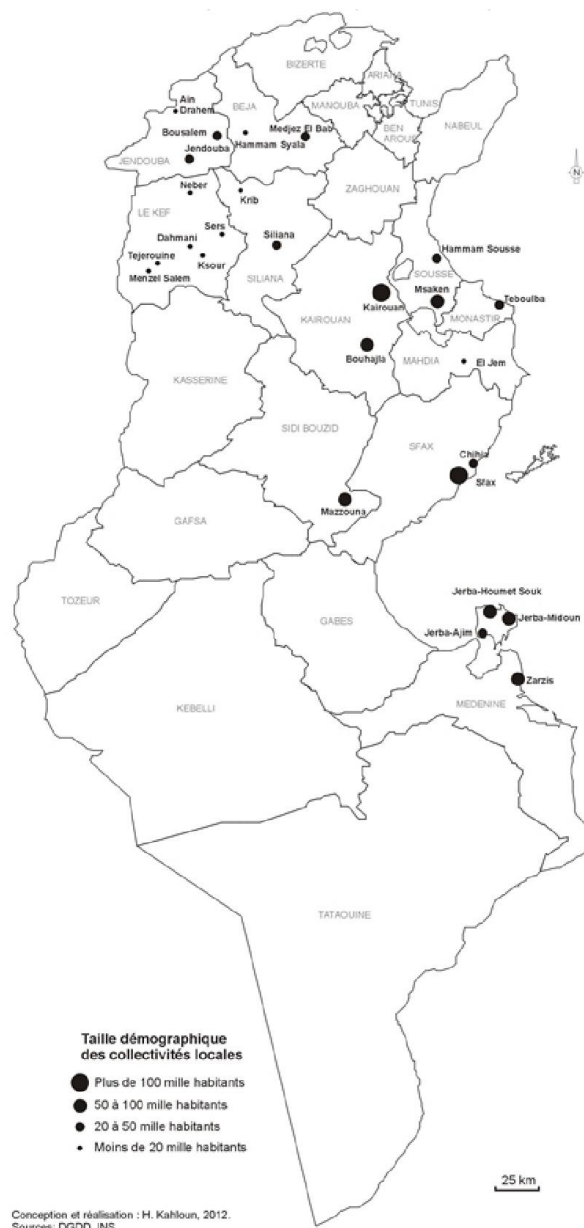 BIZERTE
ARIANA
Ain
Drahem
BEJA
MANOUBA
TUNIS
Bousalem
Medjez El Bab
NABEUL
Hammam Syala
BEN
AROUS
Jendouba
JENDOUBA
ZAGHOUAN
Neber
Krib
LE KEF
Sers
Dahmani
Siliana
Hammam Sousse
Tejerouine
Ksour
SOUSSE
Menzel Salem
SILIANA
Msaken
Teboulba
Kairouan
KAIROUAN
MONASTIR
Bouhajla
MAHDIA
El Jem
KASSERINE
SIDI BOUZID
SFAX
Chihia
Sfax
Mazzouna
GAFSA
TOZEUR
Jerba-Houmet Souk
GABES
Jerba-Midoun
Jerba-Ajim
Zarzis
KEBELLI
MEDENINE
TATAOUINE
Taille démographique
des collectivités locales
Plus de 100 mille habitants
50 à 100 mille habitants
20 à 50 mille habitants
Moins de 20 mille habitants
25 km
N
Conception et réalisation : H. Kahloun, 2012.
Sources: DGDD, INS